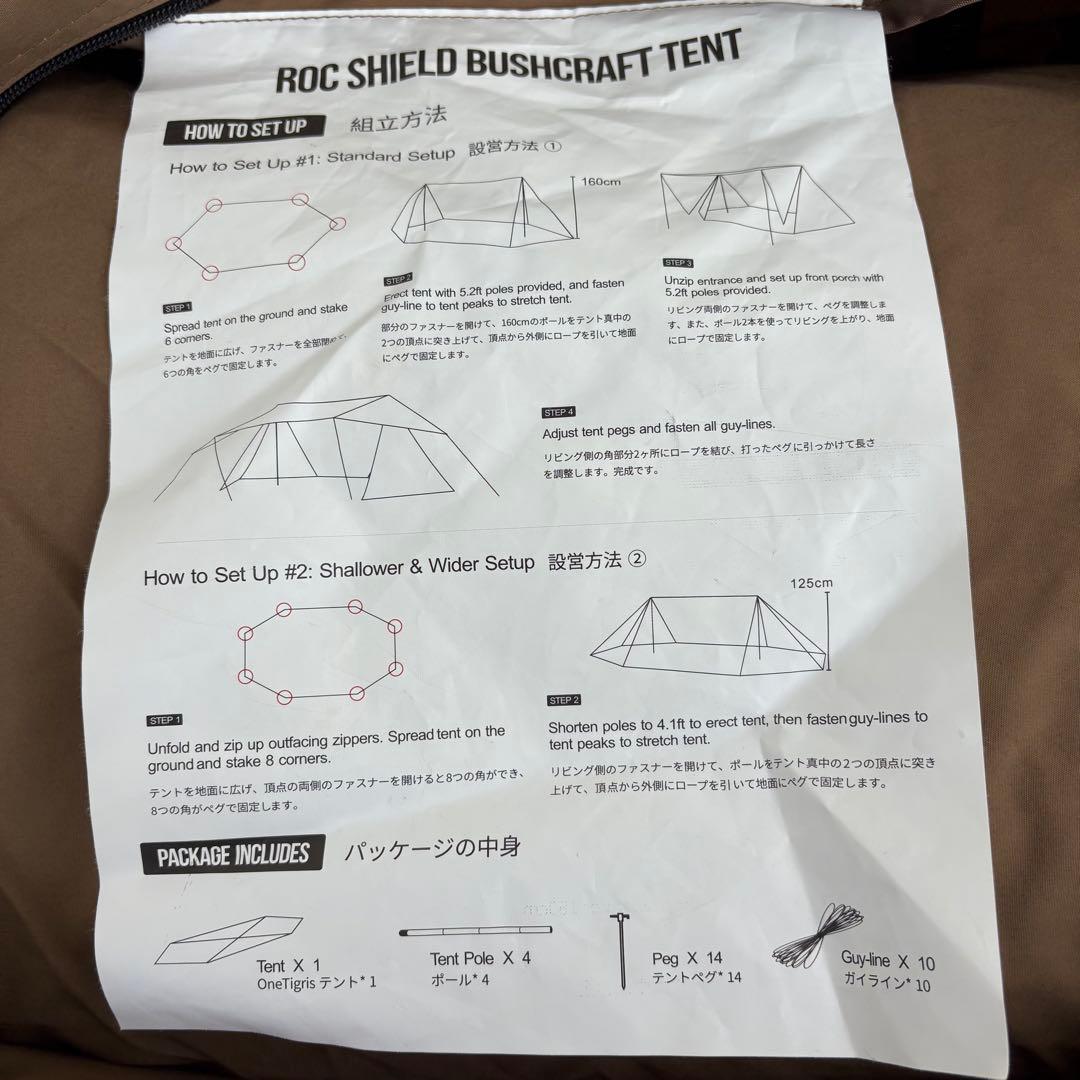 ROC SHIELD BUSHCRAFT TENT
HOW TO SET UP 組立方法
How to Set Up #1: Standard Setup 設営方法 ①
160cm
STEP 1
Spread tent on the ground and stake
6 corners.
テントを地面に広げ、ファスナーを全部閉めて、
6つの角をペグで固定します。
STEP 2
Erect tent with 5.2ft poles provided, and fasten
guy-line to tent peaks to stretch tent.
部分のファスナーを開けて、160cmのポールをテント真中の
2つの頂点に突き上げて、頂点から外側にロープを引いて地面
にペグで固定します。
STEP 3
Unzip entrance and set up front porch with
5.2ft poles provided.
リビング両側のファスナーを開けて、ペグを調整しま
す、また、ポール2本を使ってリビングを上がり、地面
にロープで固定します。
STEP 4
Adjust tent pegs and fasten all guy-lines.
リビング側の角部分2ヶ所にロープを結び、打ったペグに引っかけて長さ
を調整します。完成です。
How to Set Up #2: Shallower & Wider Setup 設営方法 ②
125cm
STEP 1
Unfold and zip up outfacing zippers. Spread tent on the
ground and stake 8 corners.
テントを地面に広げ、頂点の両側のファスナーを開けると8つの角ができ、
8つの角がペグで固定します。
STEP 2
Shorten poles to 4.1ft to erect tent, then fasten guy-lines to
tent peaks to stretch tent.
リビング側のファスナーを開けて、ポールをテント真中の2つの頂点に突き
上げて、頂点から外側にロープを引いて地面にペグで固定します。
PACKAGE INCLUDES パッケージの中身
Tent X 1
OneTigris テント* 1
Tent Pole X 4
ポール* 4
Peg X 14
テントペグ* 14
Guy-line X 10
ガイライン* 10